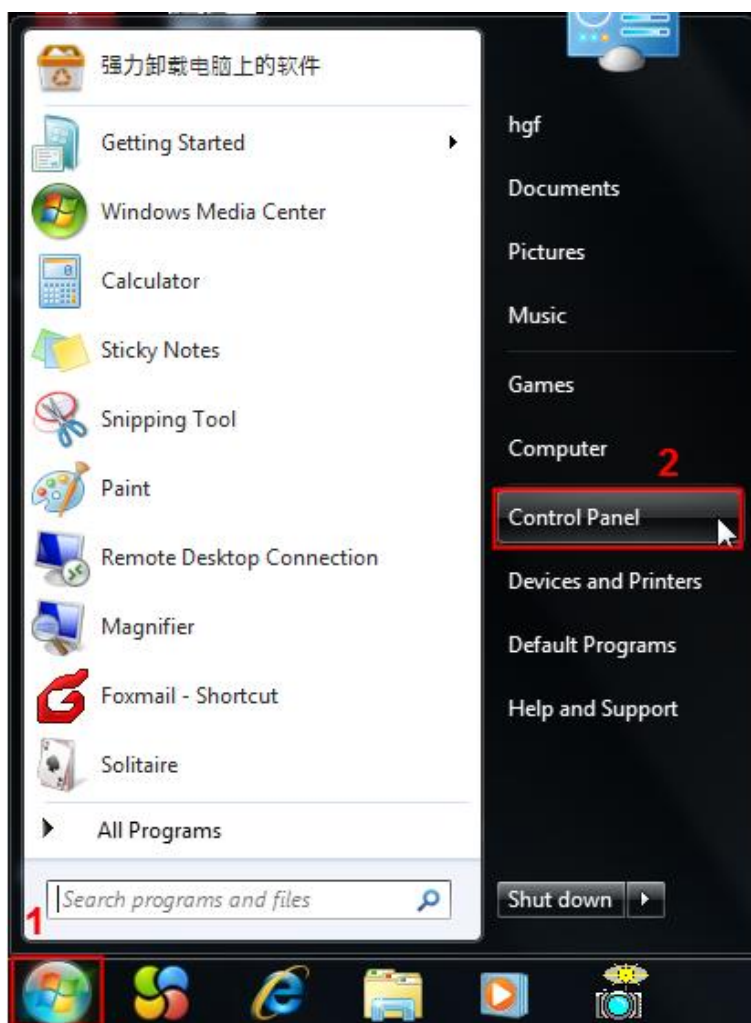 强力卸载电脑上的软件
Getting Started
Windows Media Center
Calculator
Sticky Notes
Snipping Tool
Paint
Remote Desktop Connection
Magnifier
Foxmail - Shortcut
Solitaire
All Programs
Search programs and files
1
hgf
Documents
Pictures
Music
Games
Computer
2
Control Panel
Devices and Printers
Default Programs
Help and Support
Shut down